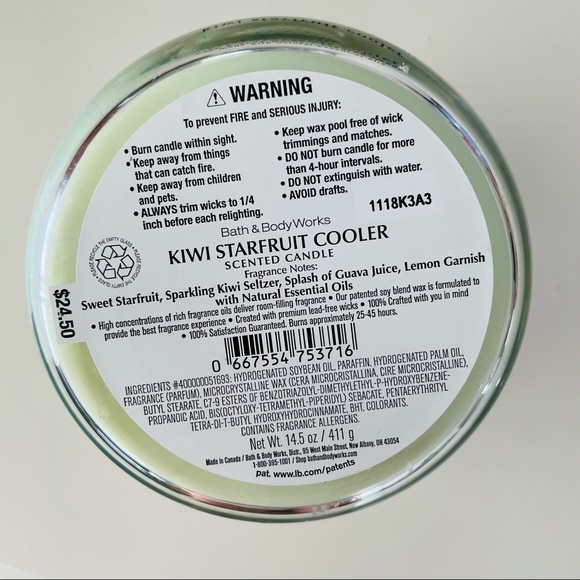 ⚠ WARNING
To prevent FIRE and SERIOUS INJURY:
• Burn candle within sight.
• Keep away from things
that can catch fire.
• Keep away from children
and pets.
• ALWAYS trim wicks to 1/4
inch before each relighting.
• Keep wax pool free of wick
trimmings and matches.
• DO NOT burn candle for more
than 4-hour intervals.
• DO NOT extinguish with water.
• AVOID drafts.
1118K3A3
Bath & Body Works
KIWI STARFRUIT COOLER
SCENTED CANDLE
Fragrance Notes:
Sweet Starfruit, Sparkling Kiwi Seltzer, Splash of Guava Juice, Lemon Garnish
with Natural Essential Oils
• High concentrations of rich fragrance oils deliver room-filling fragrance • Our patented soy blend wax is formulated to
provide the best fragrance experience • Created with premium lead-free wicks • 100% Crafted with you in mind
• 100% Satisfaction Guaranteed. Burns approximately 25-45 hours.
0 667554 753716
INGREDIENTS #400000051693: HYDROGENATED SOYBEAN OIL, PARAFFIN, HYDROGENATED PALM OIL,
FRAGRANCE (PARFUM), MICROCRYSTALLINE WAX (CERA MICROCRISTALLINA, CIRE MICROCRISTALLINE),
BUTYL STEARATE, C7-9 ESTERS OF BENZOTRIAZOLYL-DIMETHYLETHYL-P-HYDROXYBENZENE-
PROPANOIC ACID, BISOCTYLOXY-TETRAMETHYL-PIPERIDYL) SEBACATE, PENTAERYTHRITYL
TETRA-DI-T-BUTYL HYDROXYHYDROCINNAMATE, BHT, COLORANTS.
CONTAINS FRAGRANCE ALLERGENS.
Net Wt. 14.5 oz / 411 g
Made in Canada / Bath & Body Works, Distr., 95 West Main Street, New Albany, OH 43054
1-800-395-1001 / Shop bathandbodyworks.com
Pat. www.lb.com/patents
PLEASE RECYCLE THE EMPTY GLASS •
$24.50